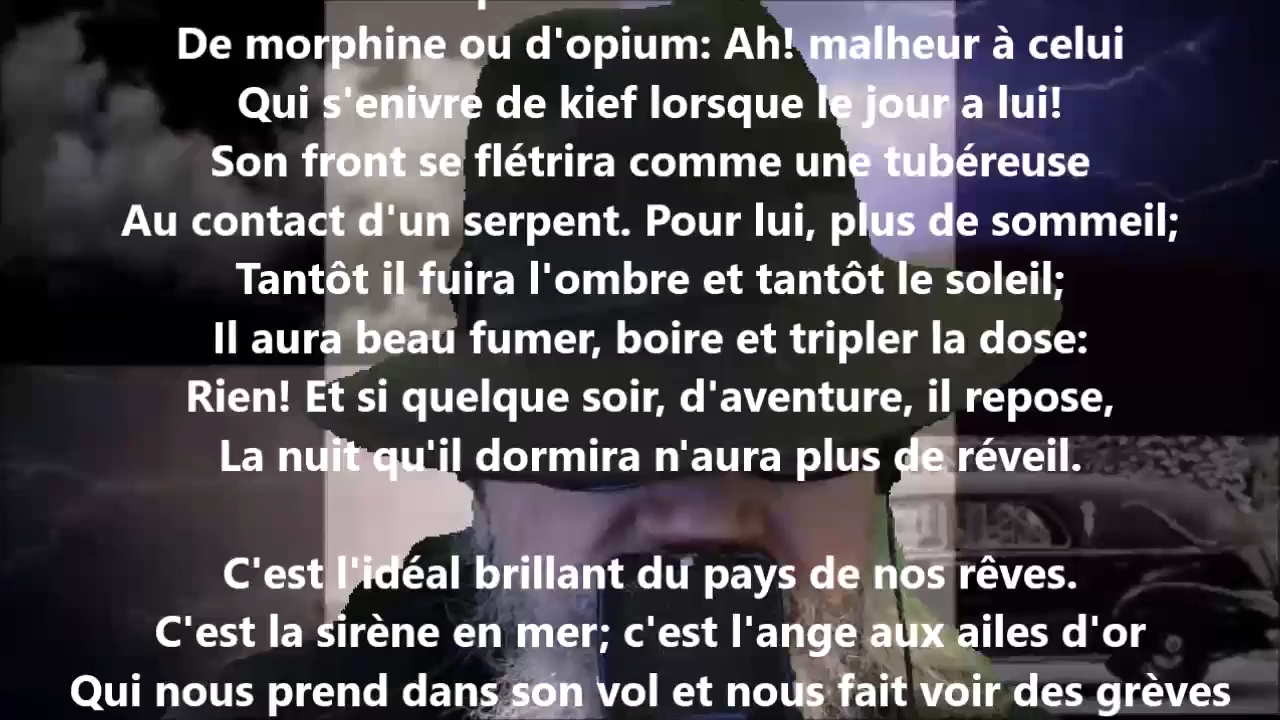 De morphine ou d'opium: Ah! malheur à celui
Qui s'enivre de kief lorsque le jour a lui!
Son front se flétrira comme une tubéreuse
Au contact d'un serpent. Pour lui, plus de sommeil;
Tantôt il fuira l'ombre et tantôt le soleil;
Il aura beau fumer, boire et tripler la dose:
Rien! Et si quelque soir, d'aventure, il repose,
La nuit qu'il dormira n'aura plus de réveil.
C'est l'idéal brillant du pays de nos rêves.
C'est la sirène en mer; c'est l'ange aux ailes d'or
Qui nous prend dans son vol et nous fait voir des grèves